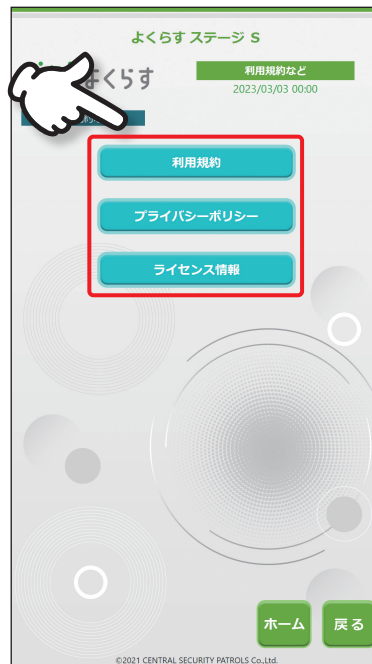 よくらす ステージ S
よくらす
利用規約など
2023/03/03 00:00
利用規約
プライバシーポリシー
ライセンス情報
ホーム
戻る
©2021 CENTRAL SECURITY PATROLS Co.,Ltd.